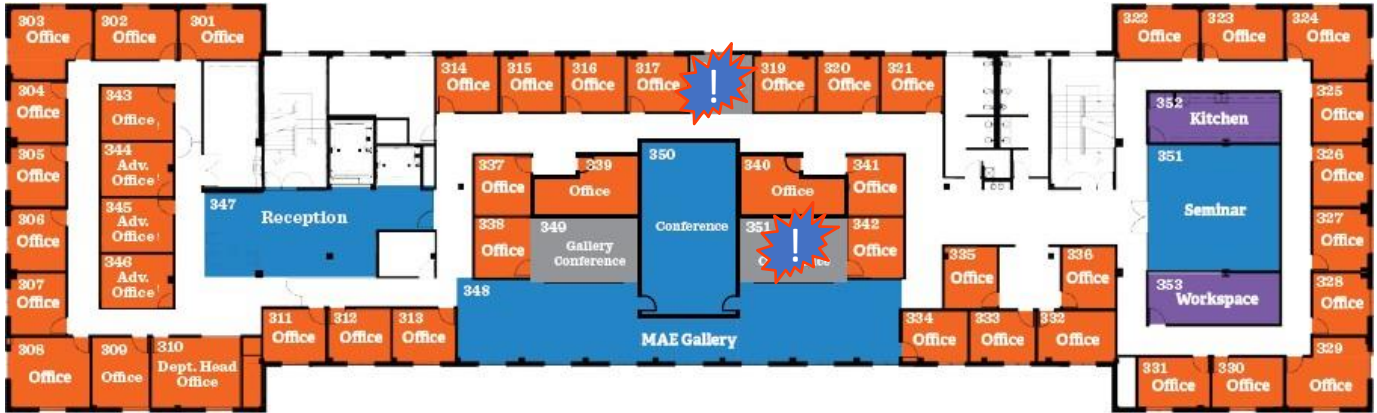 303
Office
302
Office
301
Office
314
Office
315
Office
316
Office
317
Office
!
319
Office
320
Office
321
Office
322
Office
323
Office
324
Office
304
Office
343
Office
325
Office
352
Kitchen
305
Office
344
Adv.
Office
337
Office
339
Office
350
Conference
340
Office
341
Office
351
Seminar
326
Office
306
Office
345
Adv.
Office
347
Reception
338
Office
349
Gallery
Conference
351
!
342
Office
327
Office
307
Office
346
Adv.
Office
348
MAE Gallery
335
Office
336
Office
353
Workspace
328
Office
311
Office
312
Office
313
Office
334
Office
333
Office
332
Office
308
Office
309
Office
310
Dept. Head
Office
331
Office
330
Office
329
Office